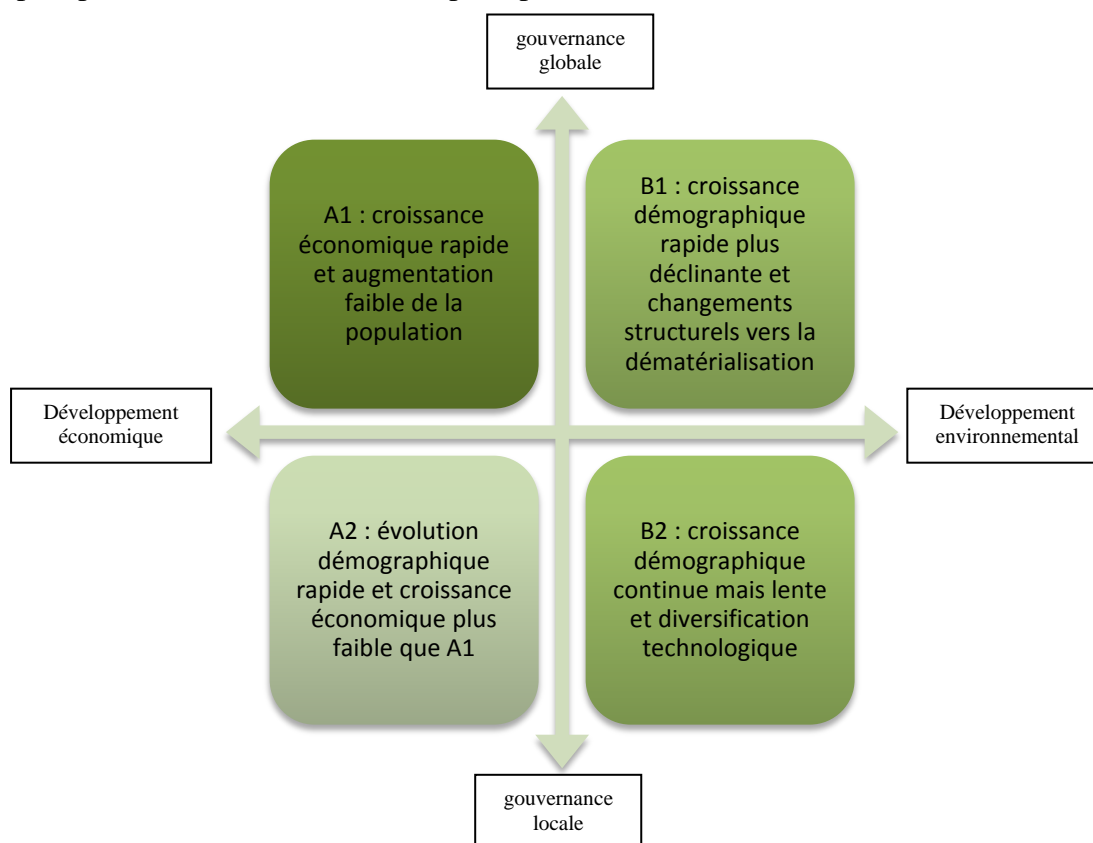 gouvernance
globale
A1 : croissance
économique rapide
et augmentation
faible de la
population
B1 : croissance
démographique
rapide plus
déclinante et
changements
structurels vers la
dématérialisation
Développement
économique
Développement
environnemental
A2 : évolution
démographique
rapide et croissance
économique plus
faible que A1
B2 : croissance
démographique
continue mais lente
et diversification
technologique
gouvernance
locale